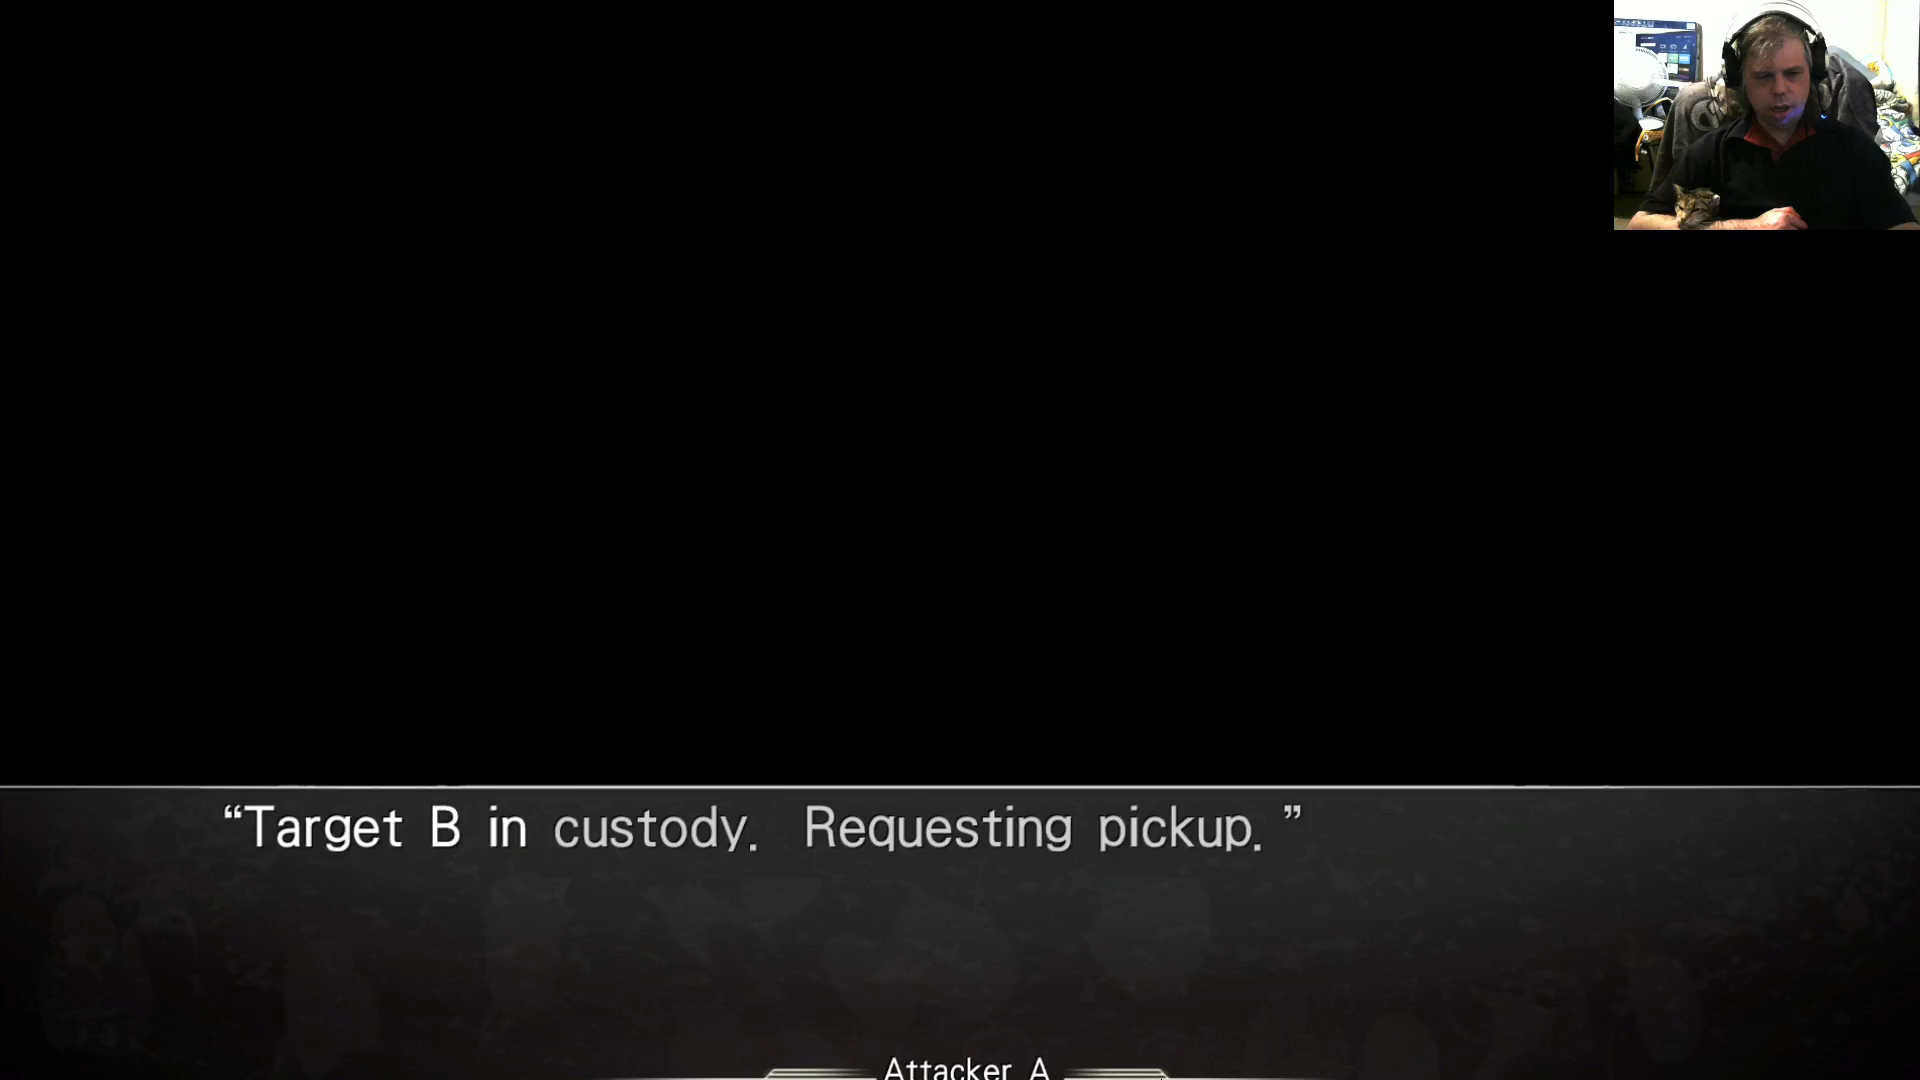 “Target B in custody. Requesting pickup.”
Attacker A